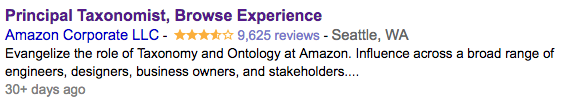 Principal Taxonomist, Browse Experience
Amazon Corporate LLC - 9,625 reviews - Seattle, WA
Evangelize the role of Taxonomy and Ontology at Amazon. Influence across a broad range of
engineers, designers, business owners, and stakeholders....
30+ days ago